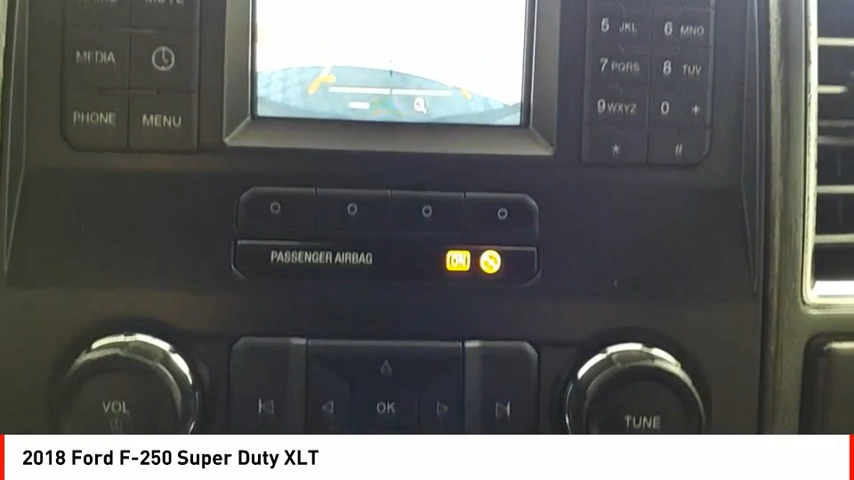 MEDIA
PHONE MENU
5 JKL 6 MNO
7 PQRS 8 TUV
9 WXYZ 0 +
* #
PASSENGER AIRBAG ON
VOL
OK
TUNE
2018 Ford F-250 Super Duty XLT